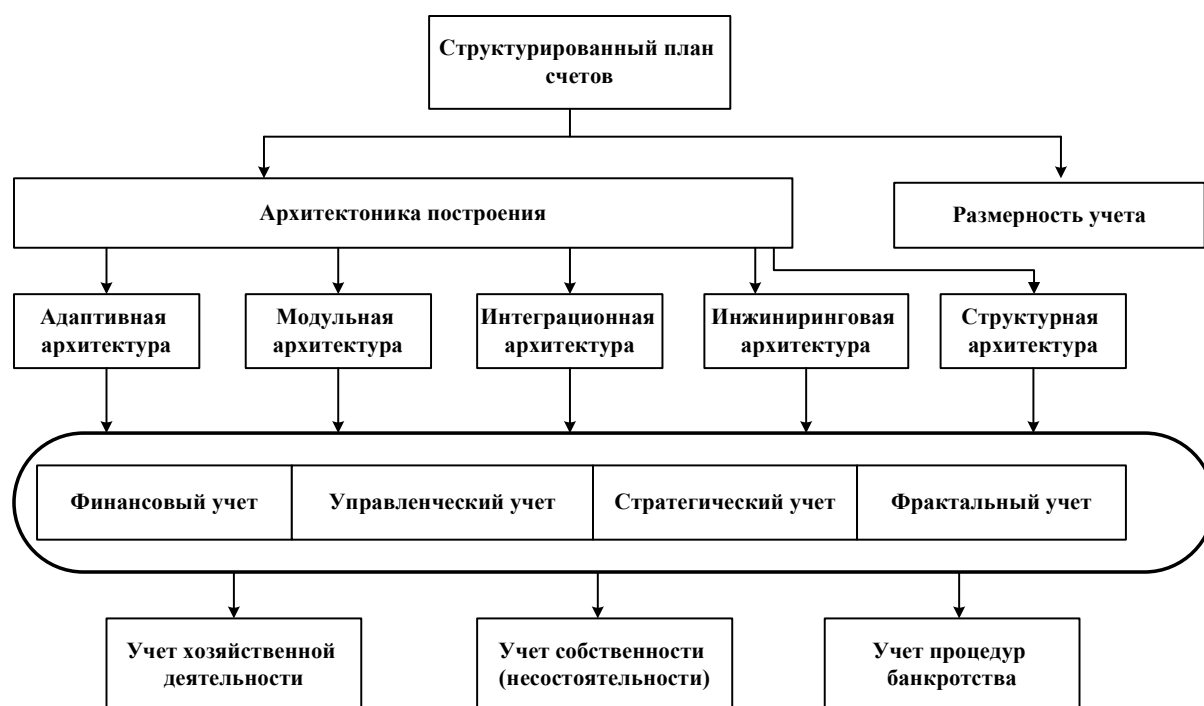 Структурированный план
счетов
Архитектоника построения
Размерность учета
Адаптивная
архитектура
Модульная
архитектура
Интеграционная
архитектура
Инжиниринговая
архитектура
Структурная
архитектура
Финансовый учет
Управленческий учет
Стратегический учет
Фрактальный учет
Учет хозяйственной
деятельности
Учет собственности
(несостоятельности)
Учет процедур
банкротства